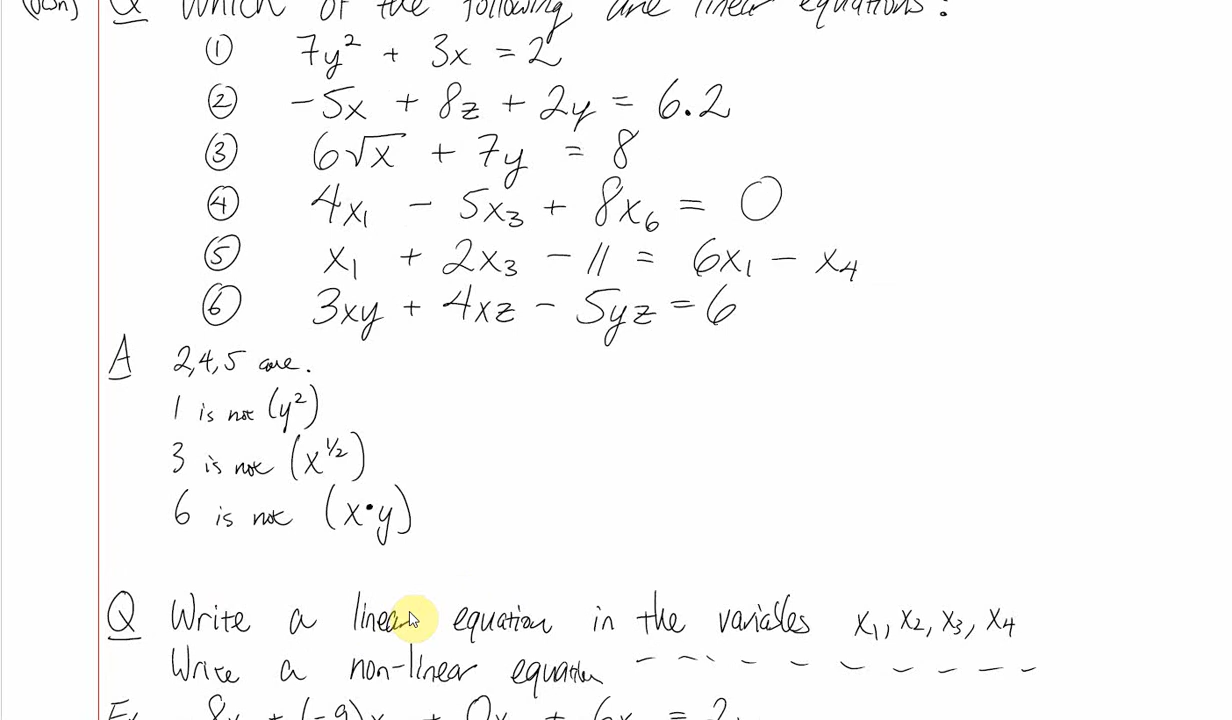 (Own) Q Which of the following are linear equations?
① 7y² + 3x = 2
② -5x + 8z + 2y = 6.2
③ 6√x + 7y = 8
④ 4x₁ - 5x₃ + 8x₆ = 0
⑤ x₁ + 2x₃ - 11 = 6x₁ - x₄
⑥ 3xy + 4xz - 5yz = 6
A 2,4,5 are.
1 is not (y²)
3 is not (x^1/2)
6 is not (x·y)
Q Write a linear equation in the variables x₁, x₂, x₃, x₄
Write a non-linear equation - - - - - - - - -